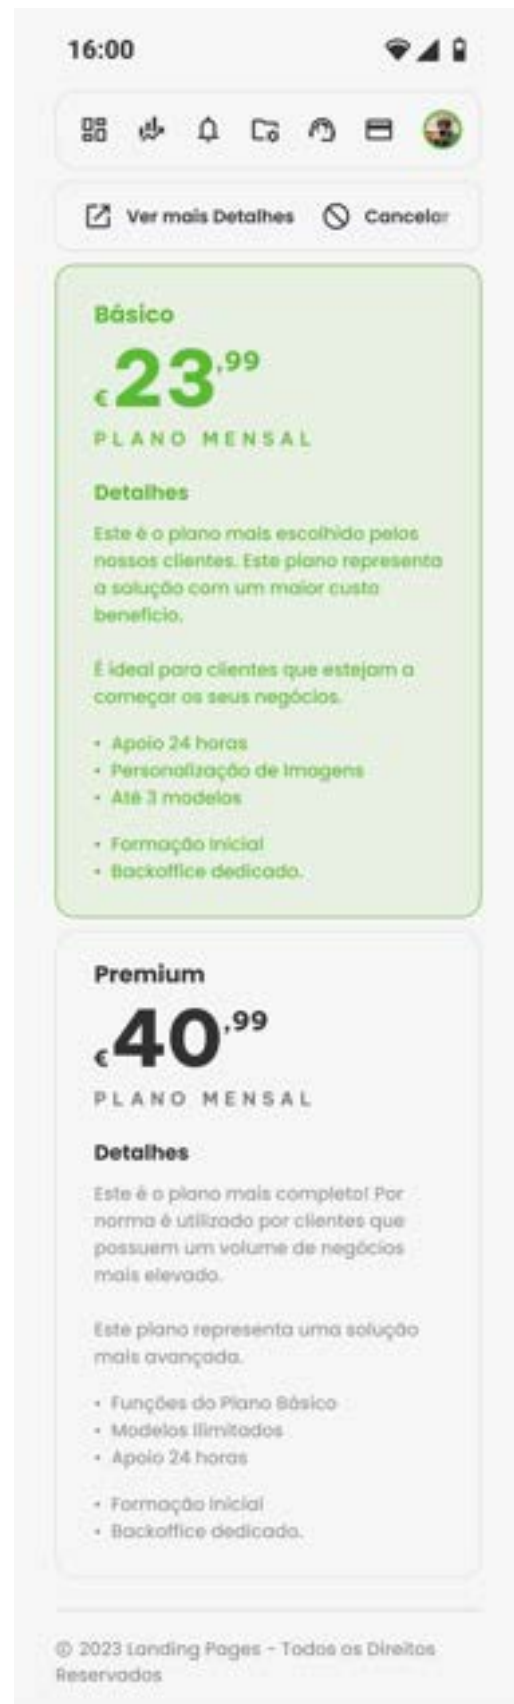 16:00
Ver mais Detalhes Cancelar
Básico
€23,99
PLANO MENSAL
Detalhes
Este é o plano mais escolhido pelos
nossos clientes. Este plano representa
a solução com um maior custo
benefício.
É ideal para clientes que estejam a
começar os seus negócios.
• Apoio 24 horas
• Personalização de Imagens
• Até 3 modelos
• Formação Inicial
• Backoffice dedicado.
Premium
€40,99
PLANO MENSAL
Detalhes
Este é o plano mais completo! Por
norma é utilizado por clientes que
possuem um volume de negócios
mais elevado.
Este plano representa uma solução
mais avançada.
• Funções do Plano Básico
• Modelos Ilimitados
• Apoio 24 horas
• Formação Inicial
• Backoffice dedicado.
© 2023 Landing Pages - Todos os Direitos
Reservados